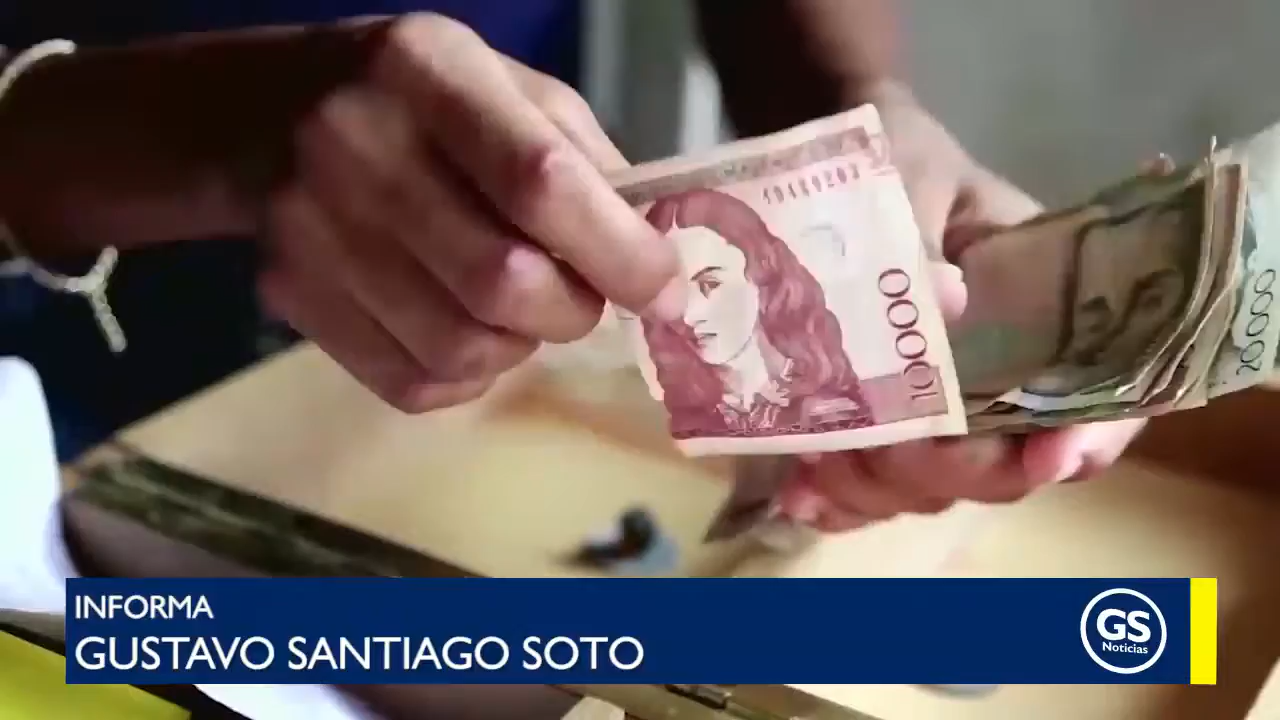 10000
20000
INFORMA
GUSTAVO SANTIAGO SOTO
GS
Noticias